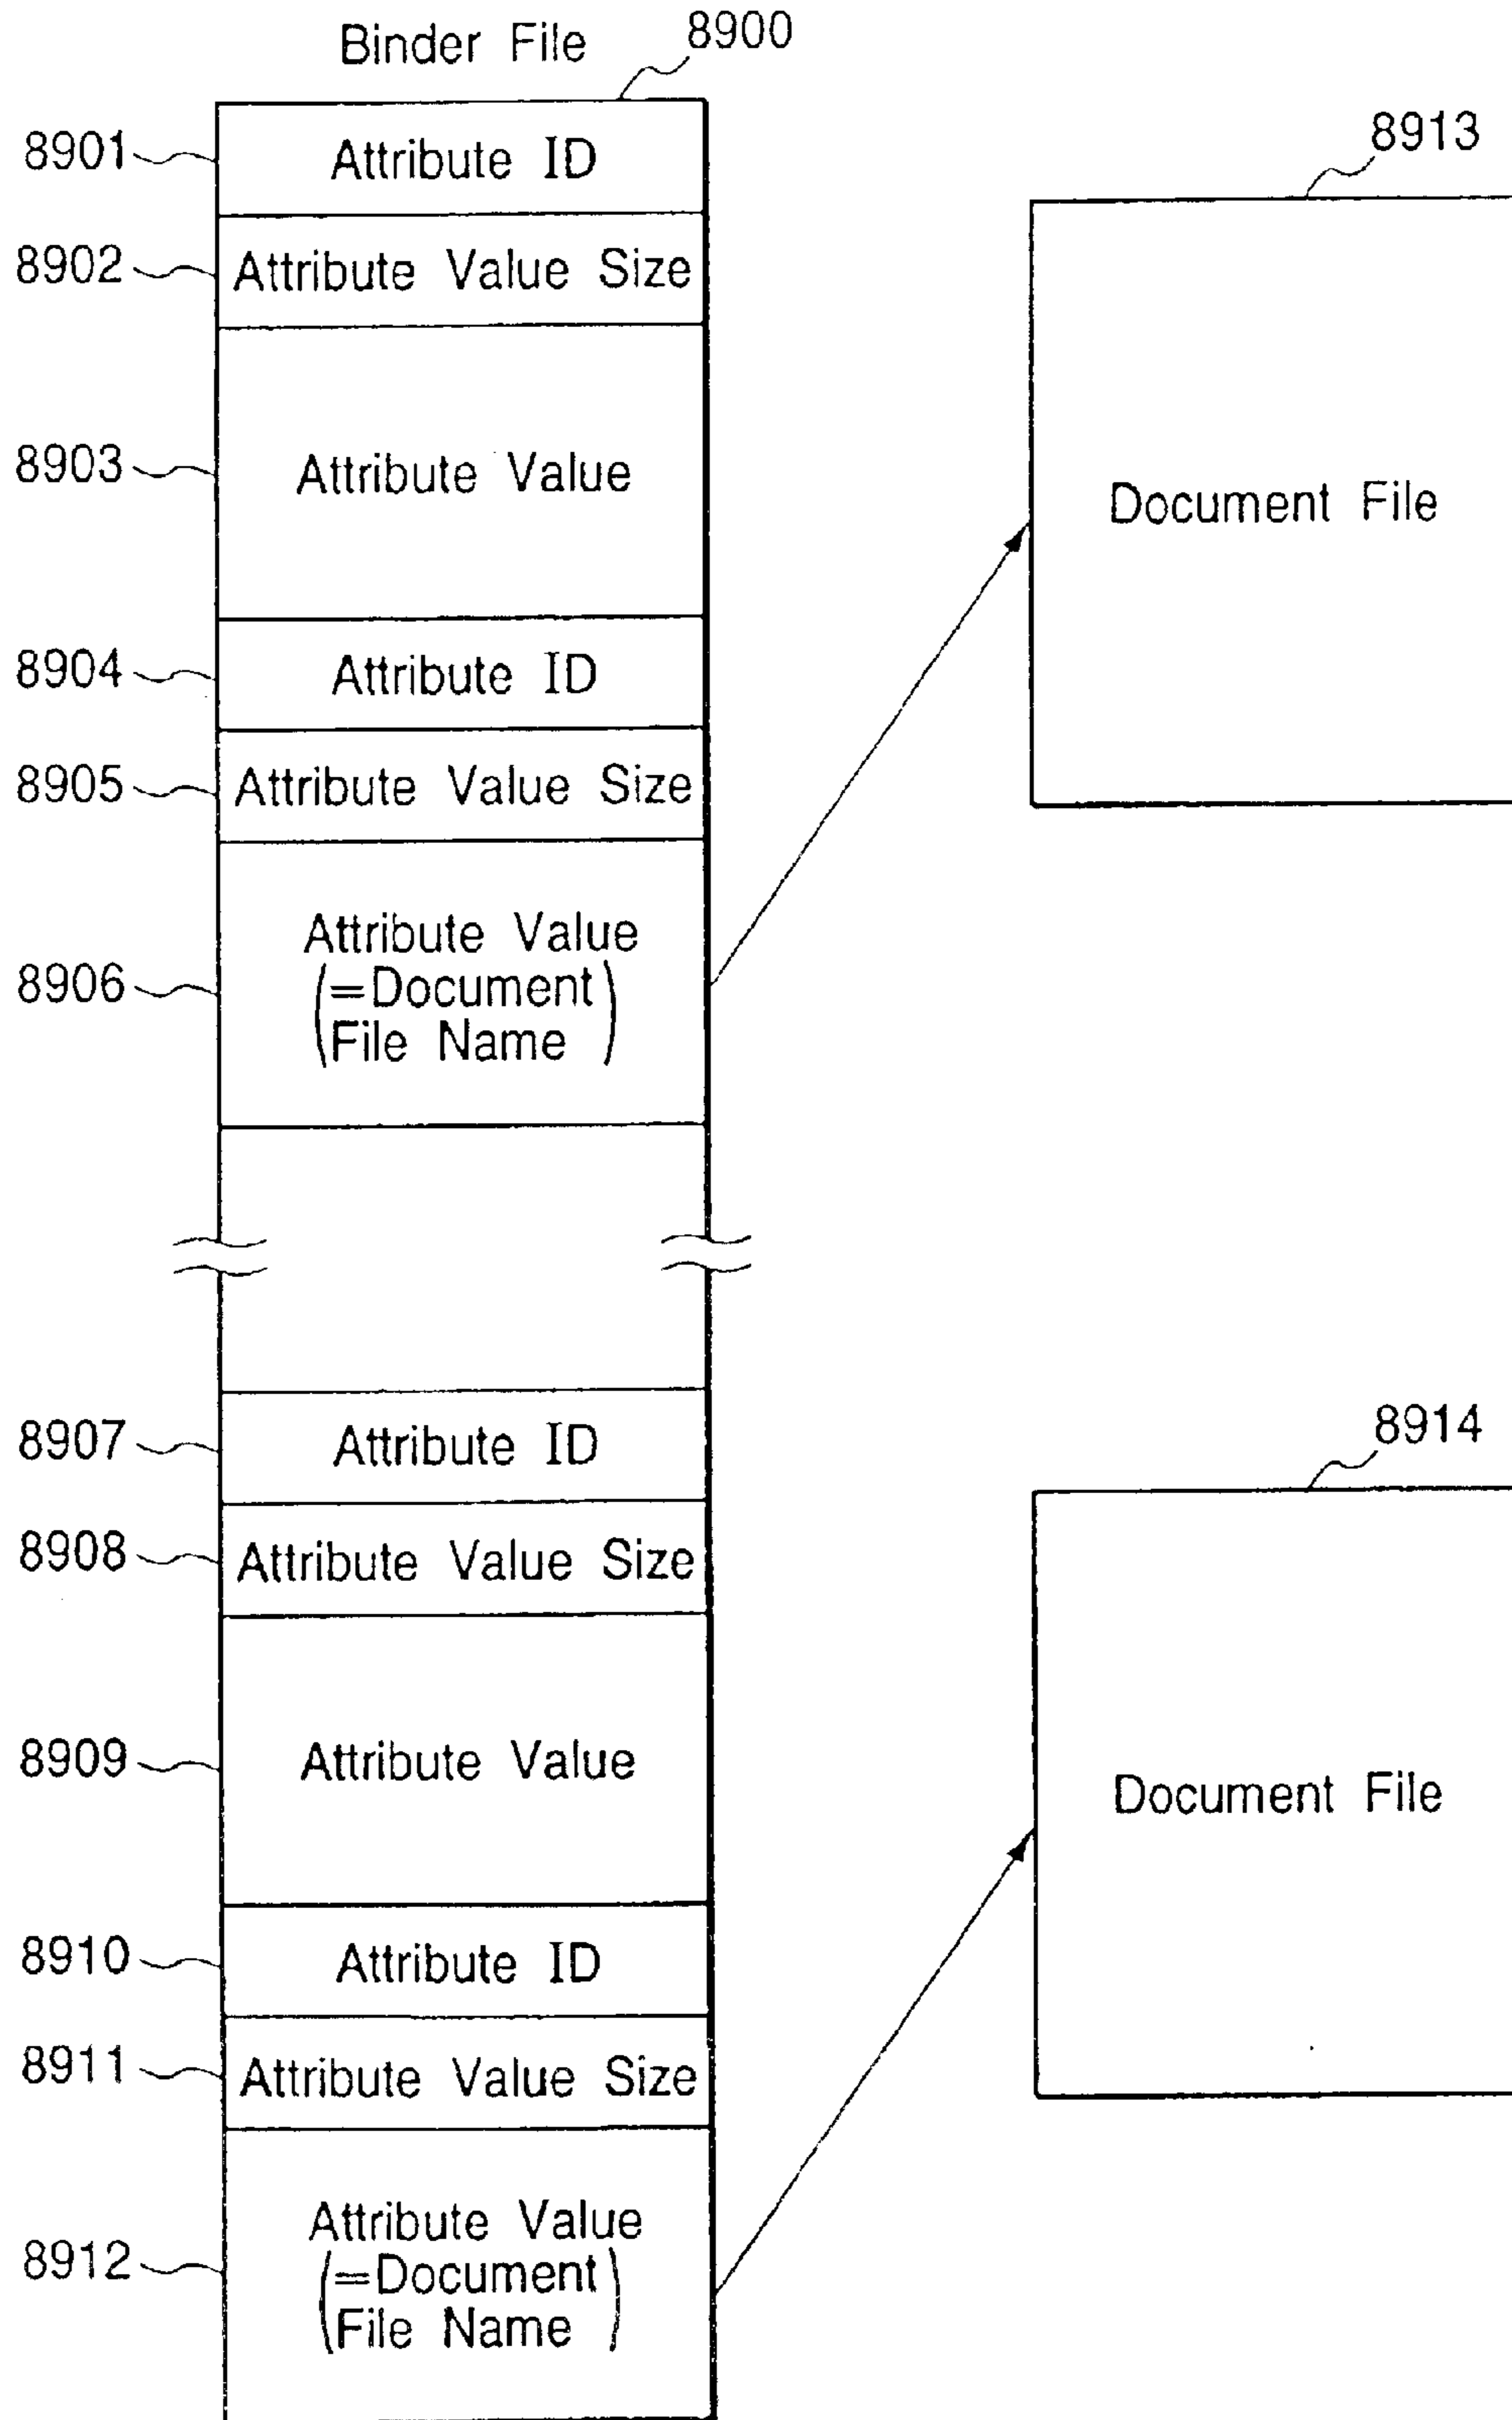 Binder File
8900
8901
Attribute ID
8902
Attribute Value Size
8903
Attribute Value
8904
Attribute ID
8905
Attribute Value Size
8906
Attribute Value
(=Document
File Name)
8913
Document File
8907
Attribute ID
8908
Attribute Value Size
8909
Attribute Value
8910
Attribute ID
8911
Attribute Value Size
8912
Attribute Value
(=Document
File Name)
8914
Document File